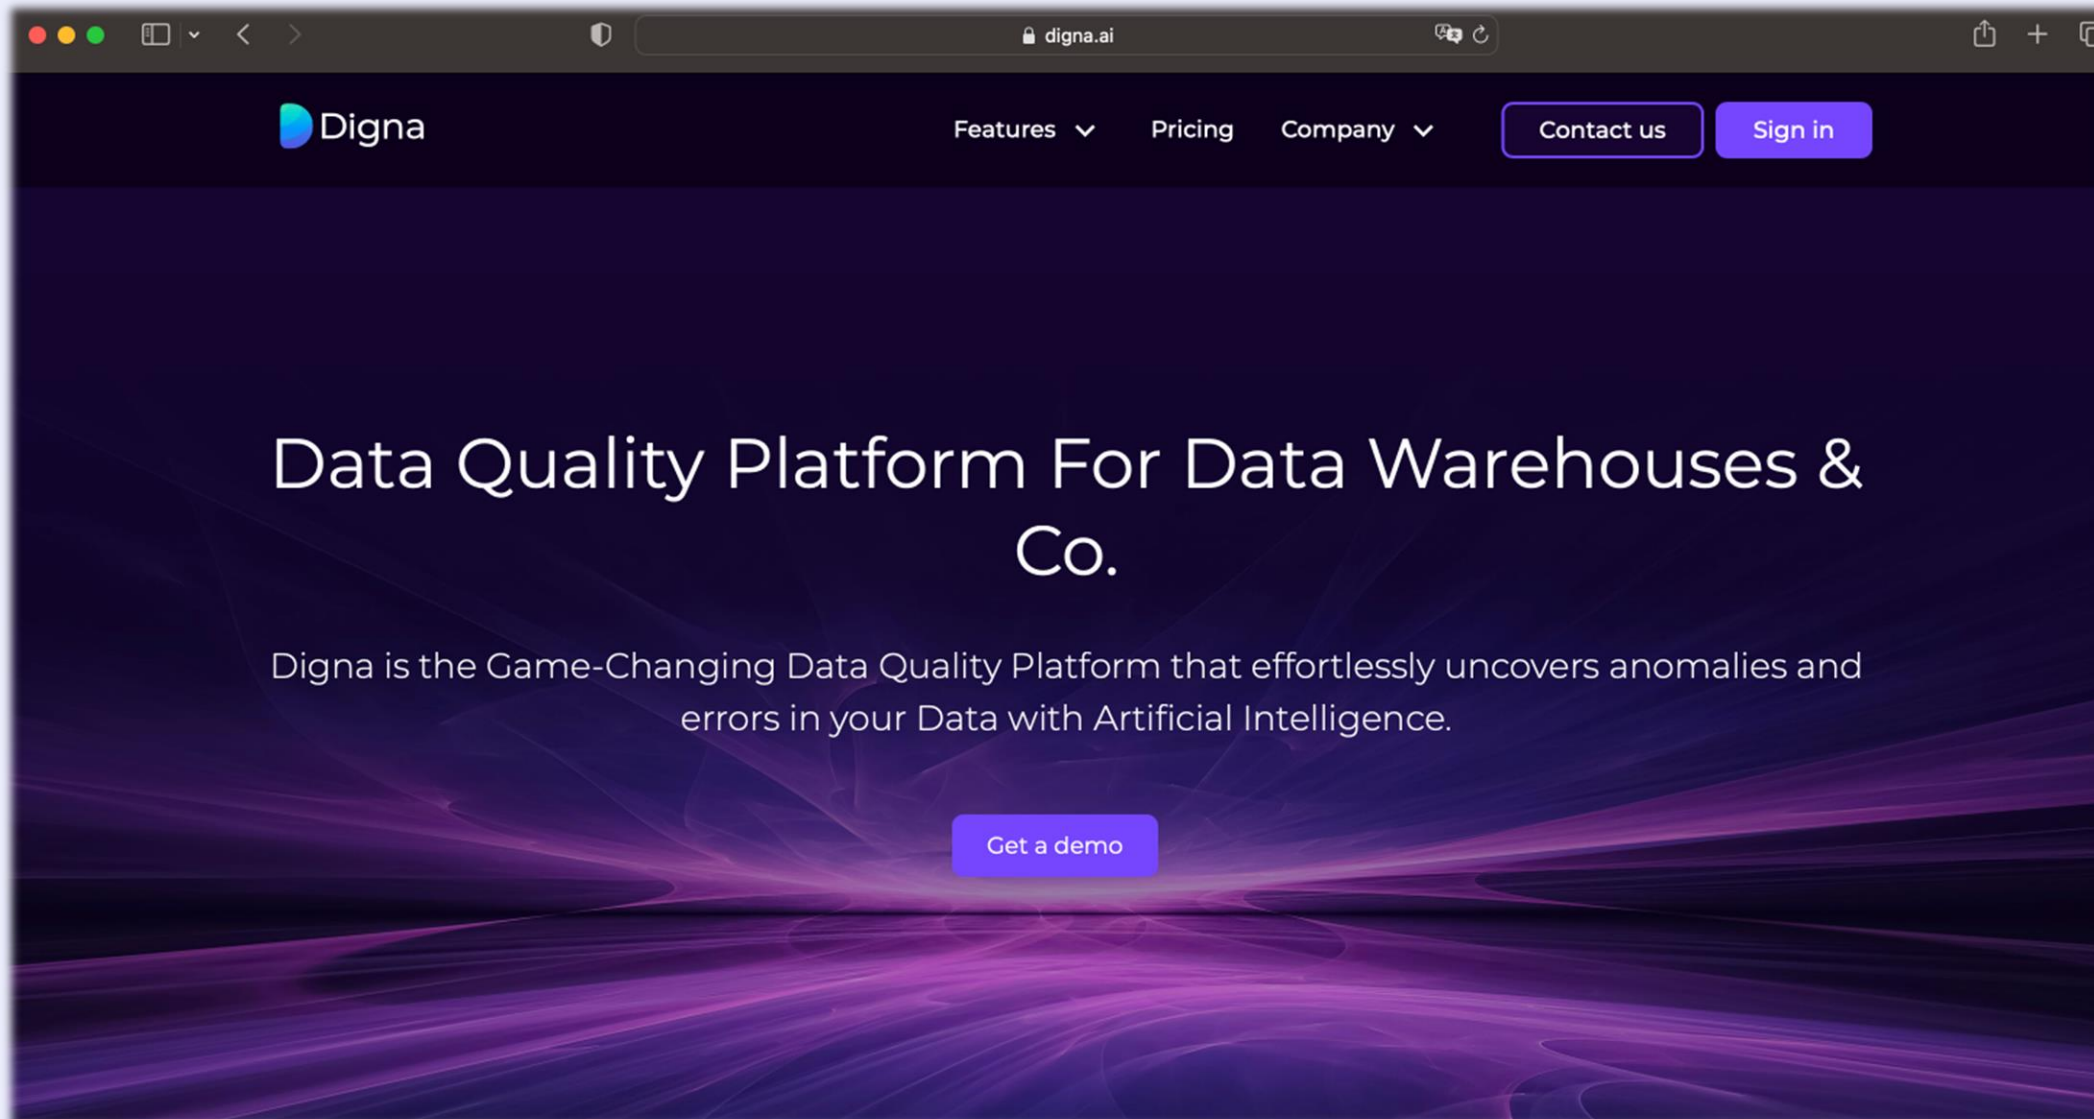 digna.ai
Digna
Features
Pricing
Company
Contact us
Sign in
Data Quality Platform For Data Warehouses &
Co.
Digna is the Game-Changing Data Quality Platform that effortlessly uncovers anomalies and
errors in your Data with Artificial Intelligence.
Get a demo